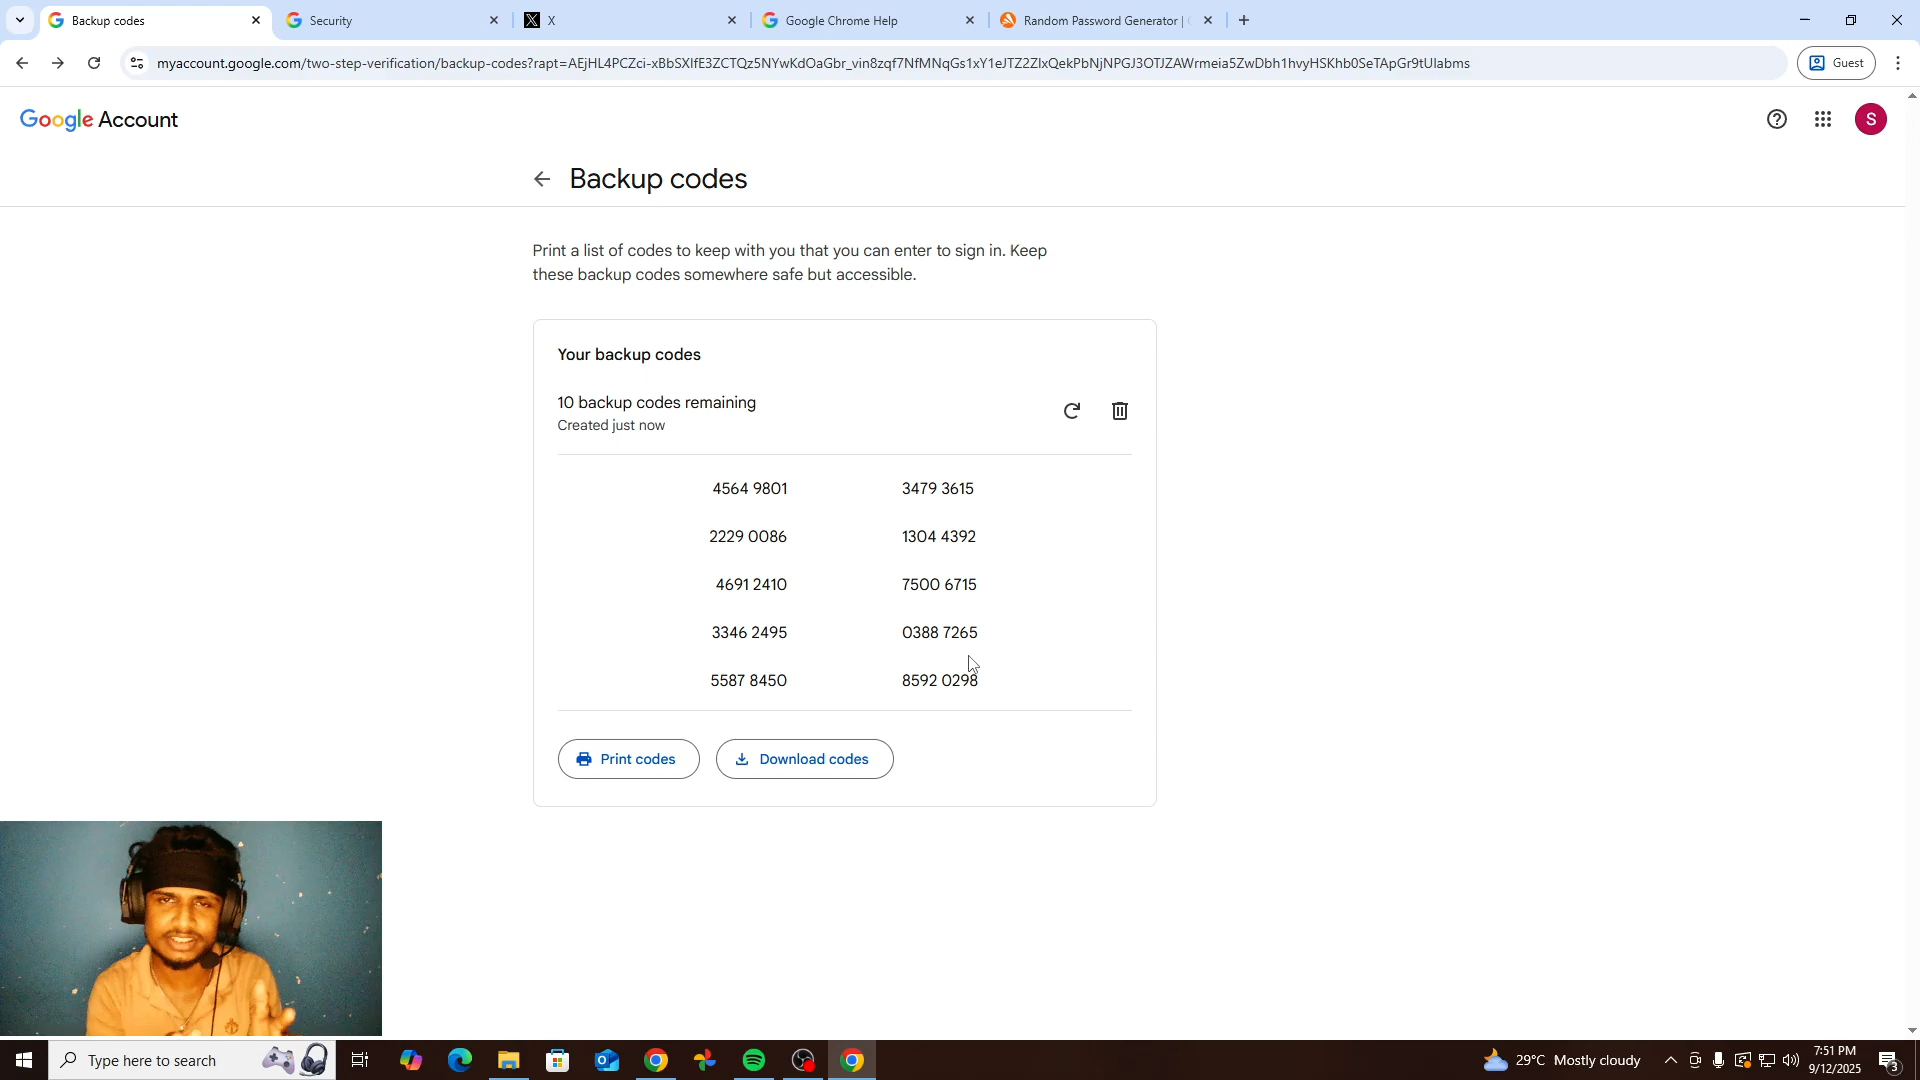 Backup codes
Security
X
Google Chrome Help
Random Password Generator |
myaccount.google.com/two-step-verification/backup-codes?rapt=AEjHL4PCZci-xBbSXIfE3ZCTQz5NYwKdOaGbr_vin8zqf7NfMNqGs1xY1eJTZ2ZIxQekPbNjNPGJ3OTJZAWrmeia5ZwDbh1hvyHSKhb0SeTApGr9tUIabms
Guest
Google Account
S
Backup codes
Print a list of codes to keep with you that you can enter to sign in. Keep
these backup codes somewhere safe but accessible.
Your backup codes
10 backup codes remaining
Created just now
4564 9801 3479 3615
2229 0086 1304 4392
4691 2410 7500 6715
3346 2495 0388 7265
5587 8450 8592 0298
Print codes Download codes
Type here to search
29°C Mostly cloudy
7:51 PM
9/12/2025
3